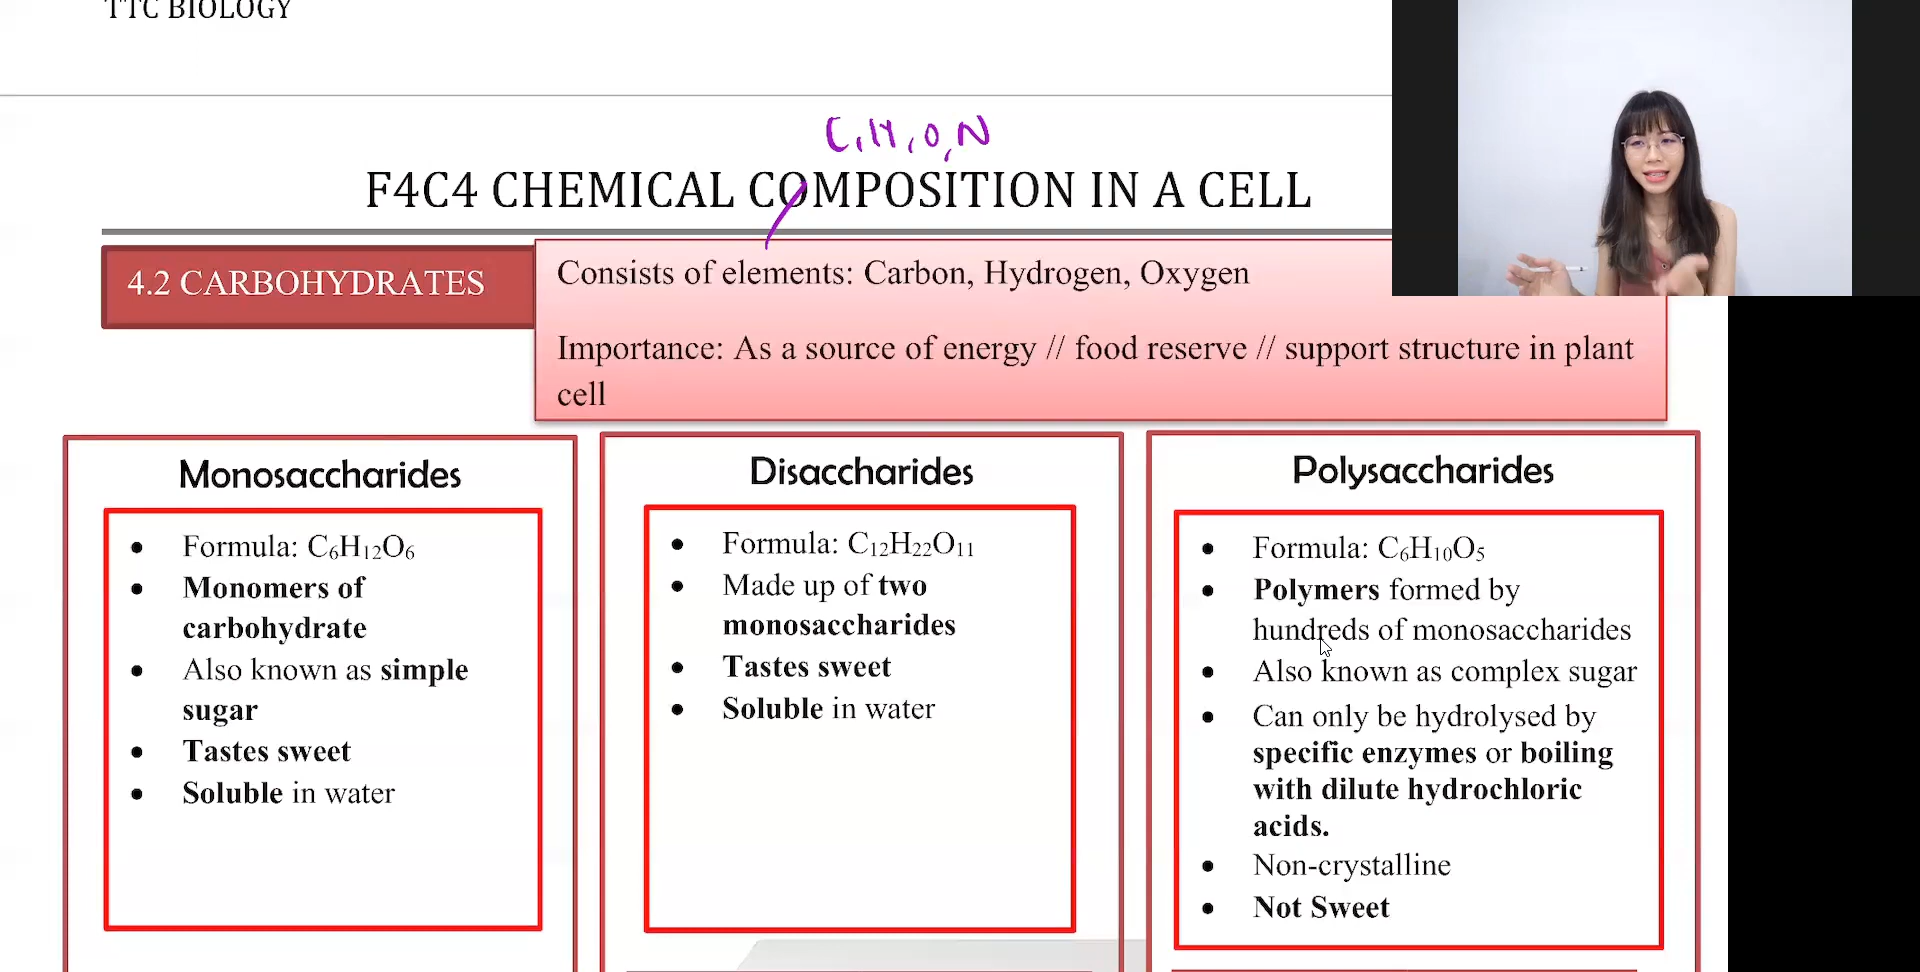 TTC BIOLOGY
C, H, O, N
F4C4 CHEMICAL COMPOSITION IN A CELL
4.2 CARBOHYDRATES
Consists of elements: Carbon, Hydrogen, Oxygen
Importance: As a source of energy // food reserve // support structure in plant
cell
Monosaccharides
• Formula: C₆H₁₂O₆
• Monomers of
carbohydrate
• Also known as simple
sugar
• Tastes sweet
• Soluble in water
Disaccharides
• Formula: C₁₂H₂₂O₁₁
• Made up of two
monosaccharides
• Tastes sweet
• Soluble in water
Polysaccharides
• Formula: C₆H₁₀O₅
• Polymers formed by
hundreds of monosaccharides
• Also known as complex sugar
• Can only be hydrolysed by
specific enzymes or boiling
with dilute hydrochloric
acids.
• Non-crystalline
• Not Sweet